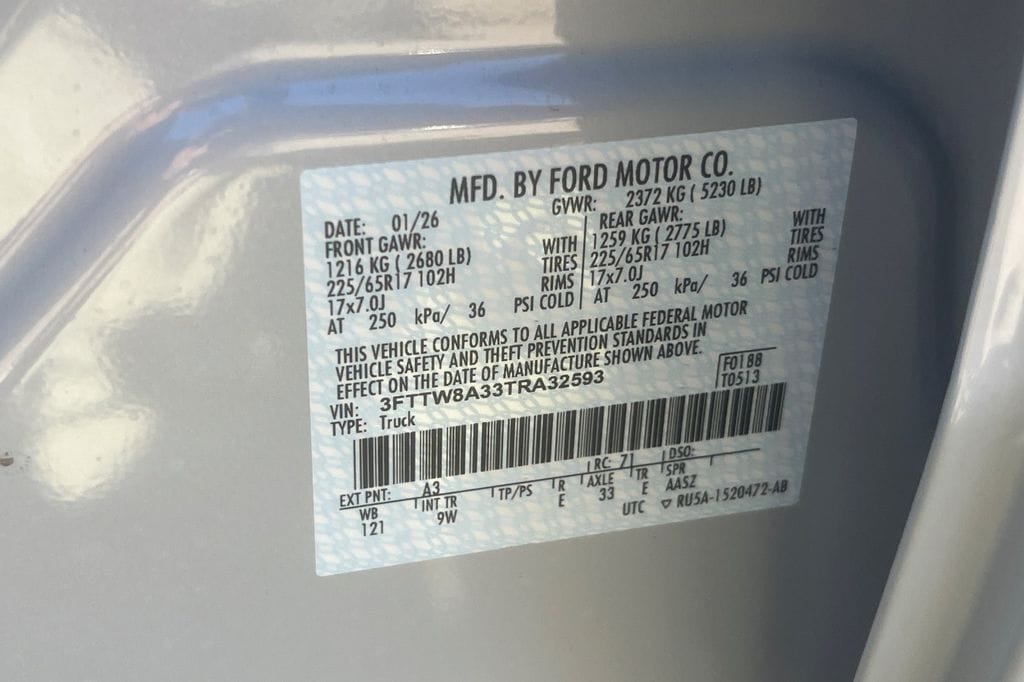 MFD. BY FORD MOTOR CO.
DATE: 01/26
GVWR: 2372 KG ( 5230 LB)
FRONT GAWR:
1216 KG ( 2680 LB)
WITH
225/65R17 102H
TIRES
17x7.0J
RIMS
AT 250 kPa/ 36 PSI COLD
REAR GAWR:
1259 KG ( 2775 LB)
WITH
225/65R17 102H
TIRES
17x7.0J
RIMS
AT 250 kPa/ 36 PSI COLD
THIS VEHICLE CONFORMS TO ALL APPLICABLE FEDERAL MOTOR
VEHICLE SAFETY AND THEFT PREVENTION STANDARDS IN
EFFECT ON THE DATE OF MANUFACTURE SHOWN ABOVE.
VIN: 3FTTW8A33TRA32593
TYPE: Truck
F0188
T0513
EXT PNT: A3
RC: 71
DSO:
WB
INT TR
TP/PS
R
AXLE
TR
SPR
121
9W
E
33
E
AASZ
UTC
▽ RU5A-1520472-AB